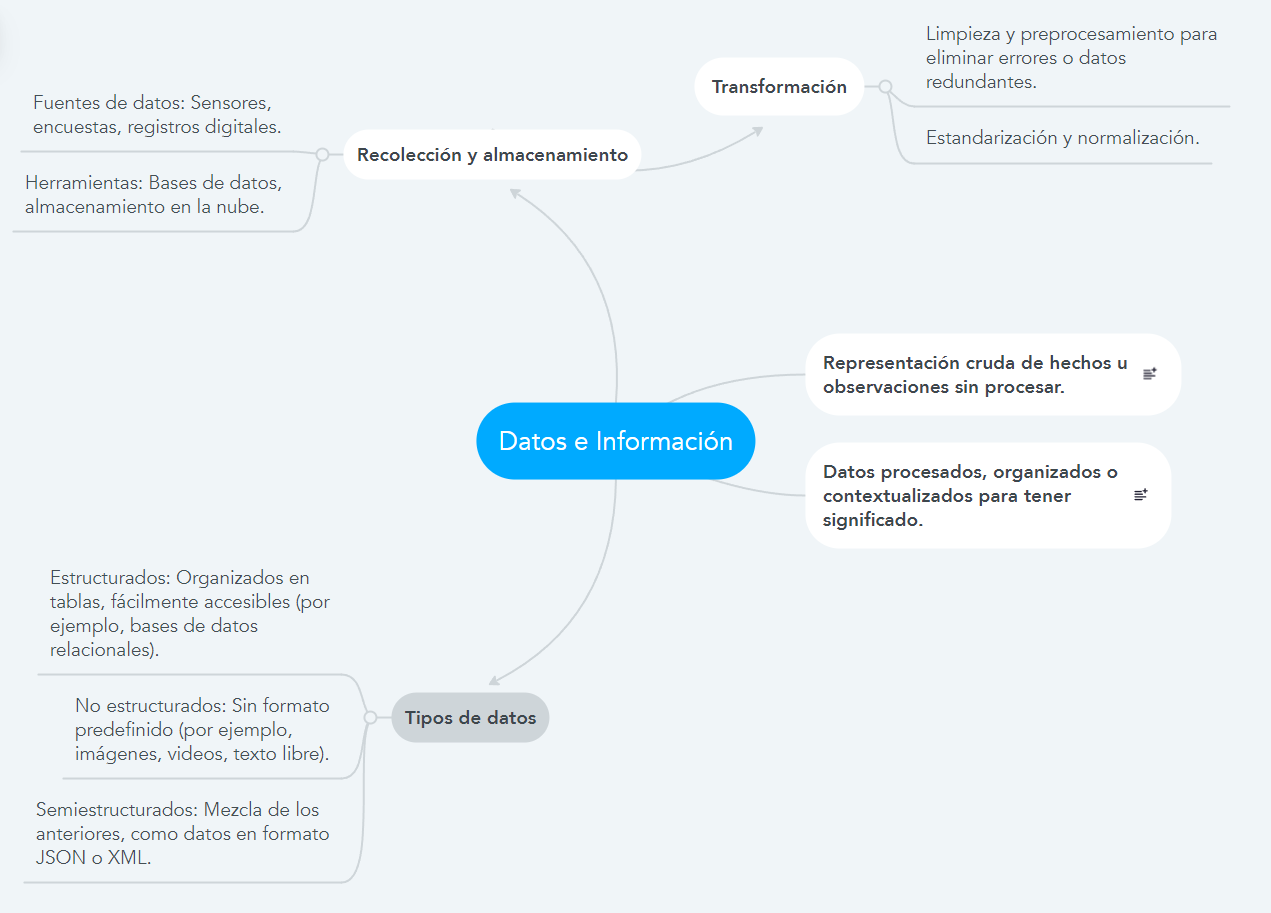 Limpieza y preprocesamiento para
eliminar errores o datos
redundantes.
Transformación
Estandarización y normalización.
Fuentes de datos: Sensores,
encuestas, registros digitales.
Recolección y almacenamiento
Herramientas: Bases de datos,
almacenamiento en la nube.
Representación cruda de hechos u
observaciones sin procesar.
Datos e Información
Datos procesados, organizados o
contextualizados para tener
significado.
Estructurados: Organizados en
tablas, fácilmente accesibles (por
ejemplo, bases de datos
relacionales).
No estructurados: Sin formato
predefinido (por ejemplo,
imágenes, videos, texto libre).
Tipos de datos
Semiestructurados: Mezcla de los
anteriores, como datos en formato
JSON o XML.